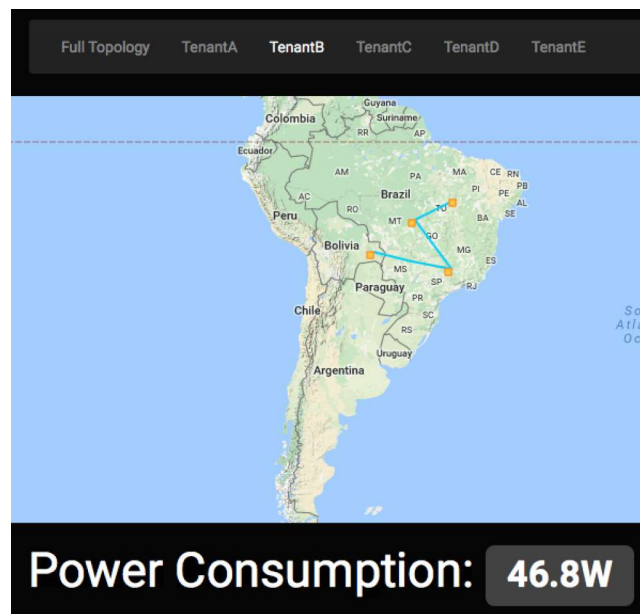 Full Topology TenantA TenantB TenantC TenantD TenantE
Guyana
Colombia
Suriname
RR
AP
Ecuador
AM
PA
MA
CE
RN
PB
PI
PE
AL
Brazil
AC
TO
SE
RO
BA
Peru
MT
GO
Bolivia
MG
ES
MS
SP
RJ
Paraguay
PR
Chile
SC
RS
Uruguay
Argentina
Power Consumption: 46.8W